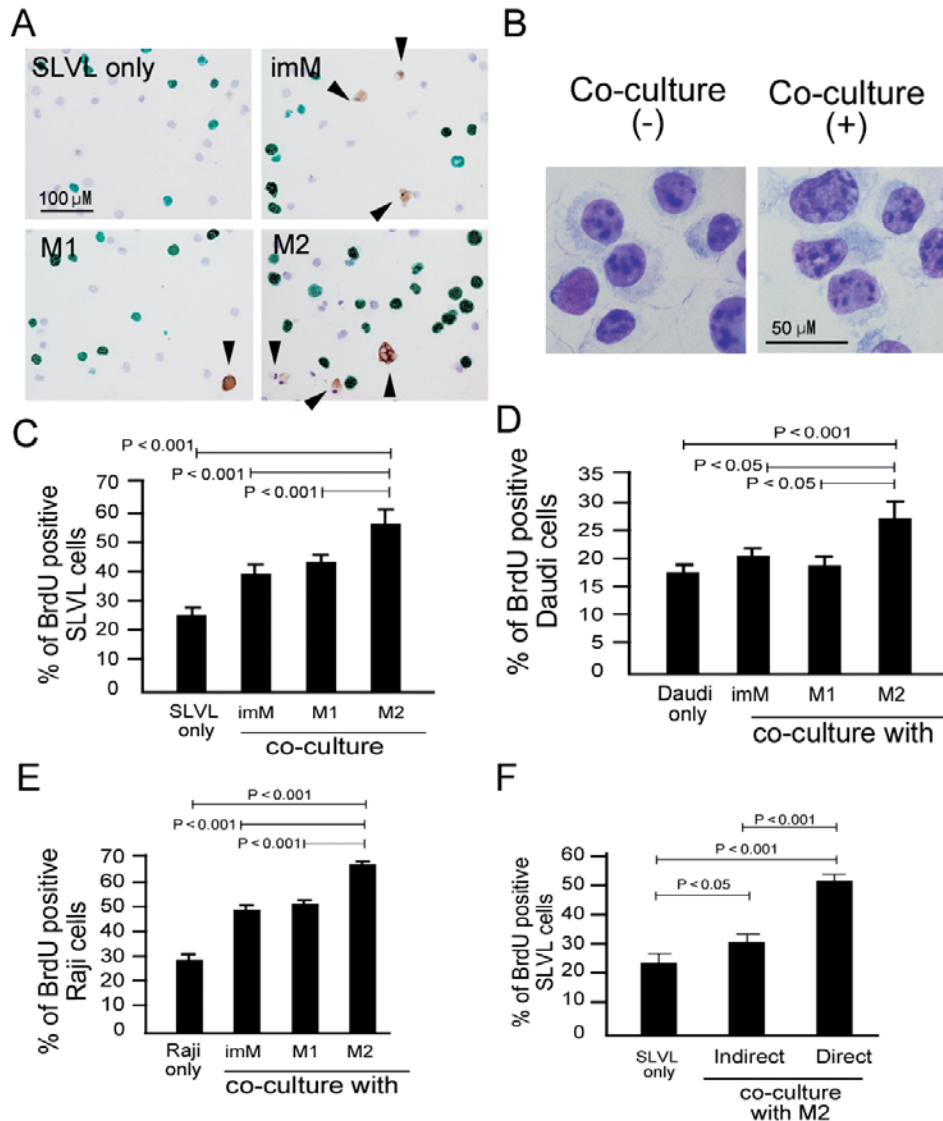 A
SLVL only
imM
100 µM
M1
M2
B
Co-culture
(-)
Co-culture
(+)
50 µM
C
P < 0.001
P < 0.001
P < 0.001
70
60
50
40
30
20
10
0
% of BrdU positive
SLVL cells
SLVL
only
imM
M1
M2
co-culture
D
P < 0.001
P < 0.05
P < 0.05
35
30
25
20
15
10
5
0
% of BrdU positive
Daudi cells
Daudi
only
imM
M1
M2
co-culture with
E
P < 0.001
P < 0.001
P < 0.001
70
60
50
40
30
20
10
0
% of BrdU positive
Raji cells
Raji
only
imM
M1
M2
co-culture with
F
P < 0.001
P < 0.001
P < 0.05
60
50
40
30
20
10
0
% of BrdU positive
SLVL cells
SLVL
only
Indirect
Direct
co-culture
with M2